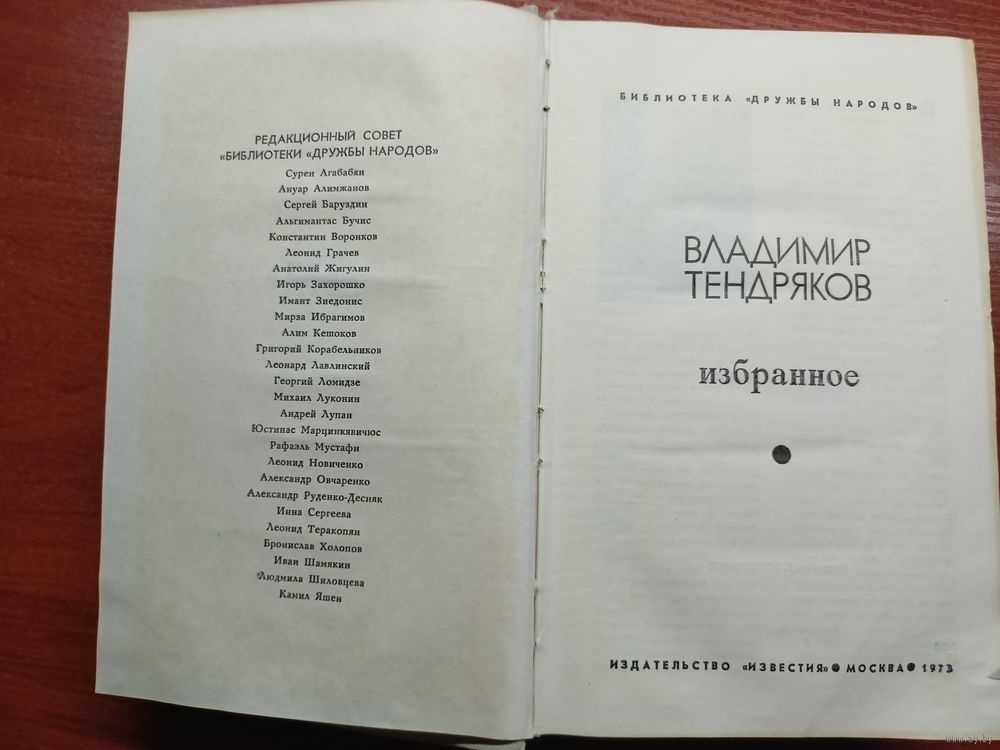 РЕДАКЦИОННЫЙ СОВЕТ
«БИБЛИОТЕКИ «ДРУЖБЫ НАРОДОВ»
Сурен Агабабян
Ануар Алимжанов
Сергей Баруздин
Альгимантас Бучис
Константин Воронков
Леонид Грачев
Анатолий Жигулин
Игорь Захорошко
Имант Зиедонис
Мирза Ибрагимов
Алим Кешоков
Григорий Корабельников
Леонард Лавлинский
Георгий Ломидзе
Михаил Луконин
Андрей Лупан
Юстинас Марцинкявичюс
Рафаэль Мустафи
Леонид Новиченко
Александр Овчаренко
Александр Руденко-Десняк
Инна Сергеева
Леонид Теракопян
Бронислав Холопов
Иван Шамякин
Людмила Шиловцева
Камил Яшен
БИБЛИОТЕКА «ДРУЖБЫ НАРОДОВ»
ВЛАДИМИР
ТЕНДРЯКОВ
избранное
ИЗДАТЕЛЬСТВО «ИЗВЕСТИЯ» ● МОСКВА ● 1973